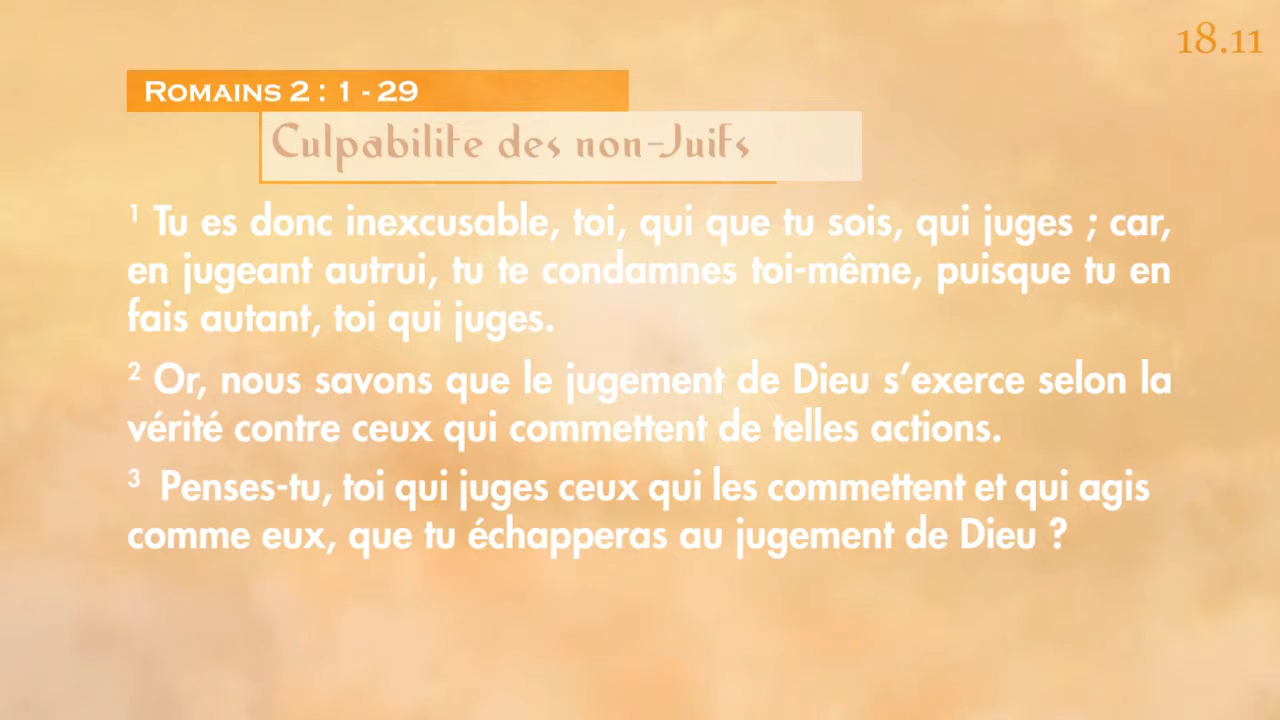 18.11
Romains 2 : 1 - 29
Culpabilite des non-Juifs
1 Tu es donc inexcusable, toi, qui que tu sois, qui juges ; car,
en jugeant autrui, tu te condamnes toi-même, puisque tu en
fais autant, toi qui juges.
2 Or, nous savons que le jugement de Dieu s’exerce selon la
vérité contre ceux qui commettent de telles actions.
3 Penses-tu, toi qui juges ceux qui les commettent et qui agis
comme eux, que tu échapperas au jugement de Dieu ?